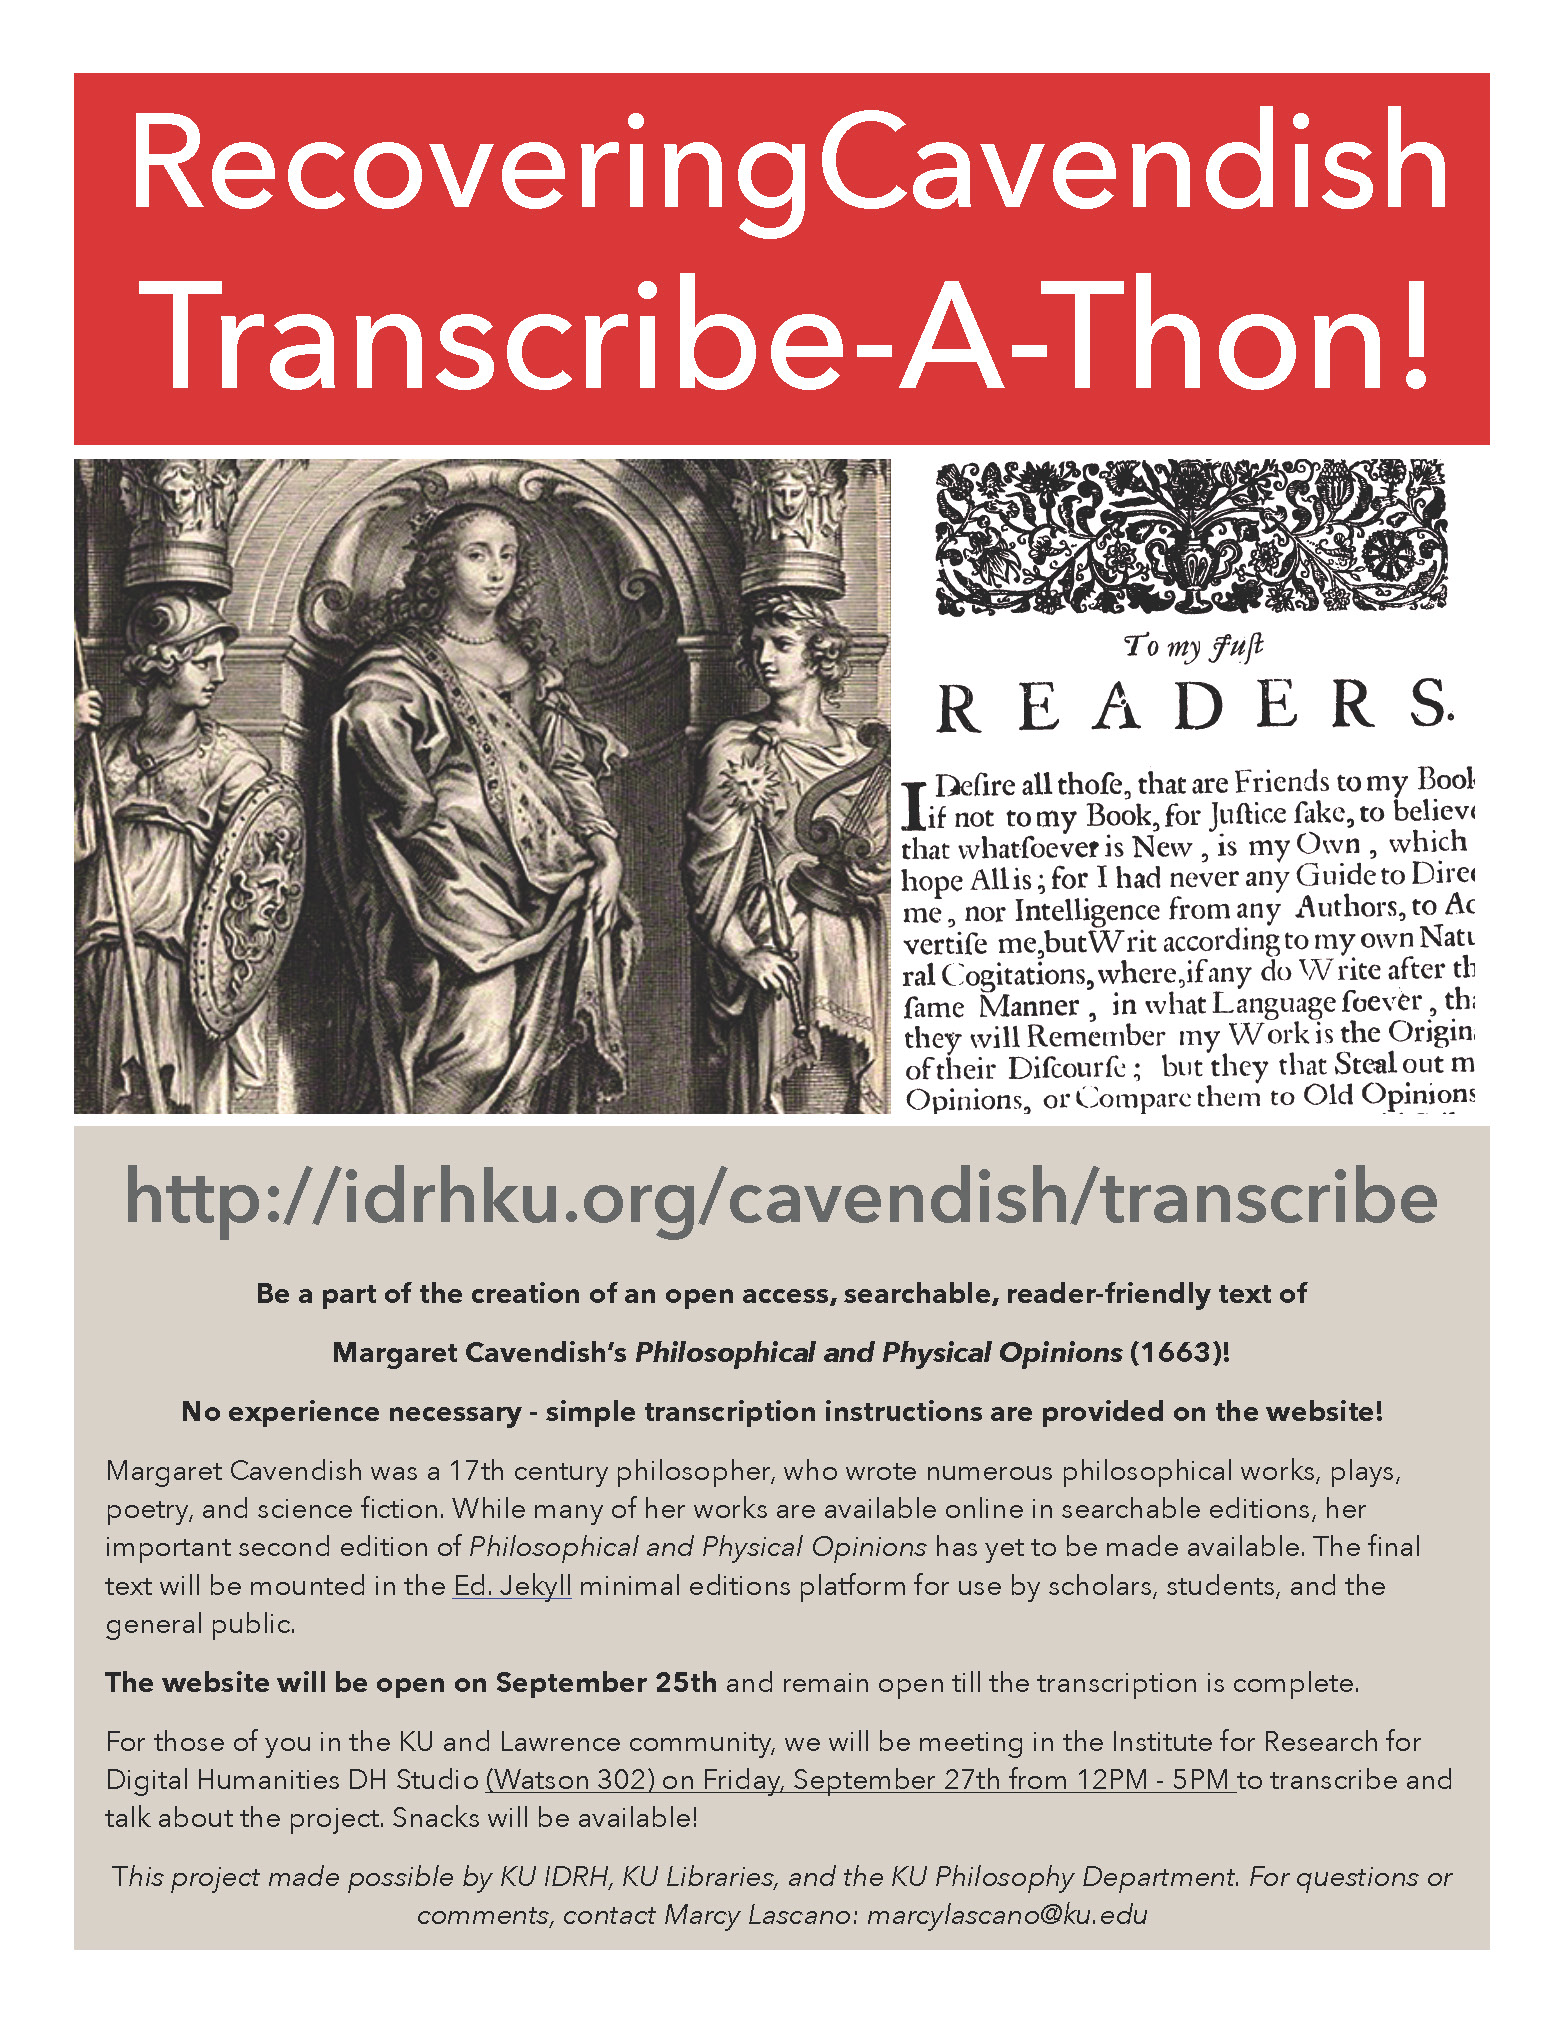 RecoveringCavendish
Transcribe-A-Thon!
To my Juſt
READERS.
I Deſire all thoſe, that are Friends to my Book
if not to my Book, for Juſtice ſake, to believe
that whatſoever is New, is my Own, which
hope All is; for I had never any Guide to Direc
me, nor Intelligence from any Authors, to Ad
vertiſe me, but Writ according to my own Natu
ral Cogitations, where, if any do Write after th
ſame Manner, in what Language ſoever, tha
they will Remember my Work is the Origina
of their Diſcourſe; but they that Steal out m
Opinions, or Compare them to Old Opinions
http://idrhku.org/cavendish/transcribe
Be a part of the creation of an open access, searchable, reader-friendly text of
Margaret Cavendish's Philosophical and Physical Opinions (1663)!
No experience necessary - simple transcription instructions are provided on the website!
Margaret Cavendish was a 17th century philosopher, who wrote numerous philosophical works, plays,
poetry, and science fiction. While many of her works are available online in searchable editions, her
important second edition of Philosophical and Physical Opinions has yet to be made available. The final
text will be mounted in the Ed. Jekyll minimal editions platform for use by scholars, students, and the
general public.
The website will be open on September 25th and remain open till the transcription is complete.
For those of you in the KU and Lawrence community, we will be meeting in the Institute for Research for
Digital Humanities DH Studio (Watson 302) on Friday, September 27th from 12PM - 5PM to transcribe and
talk about the project. Snacks will be available!
This project made possible by KU IDRH, KU Libraries, and the KU Philosophy Department. For questions or
comments, contact Marcy Lascano: marcylascano@ku.edu